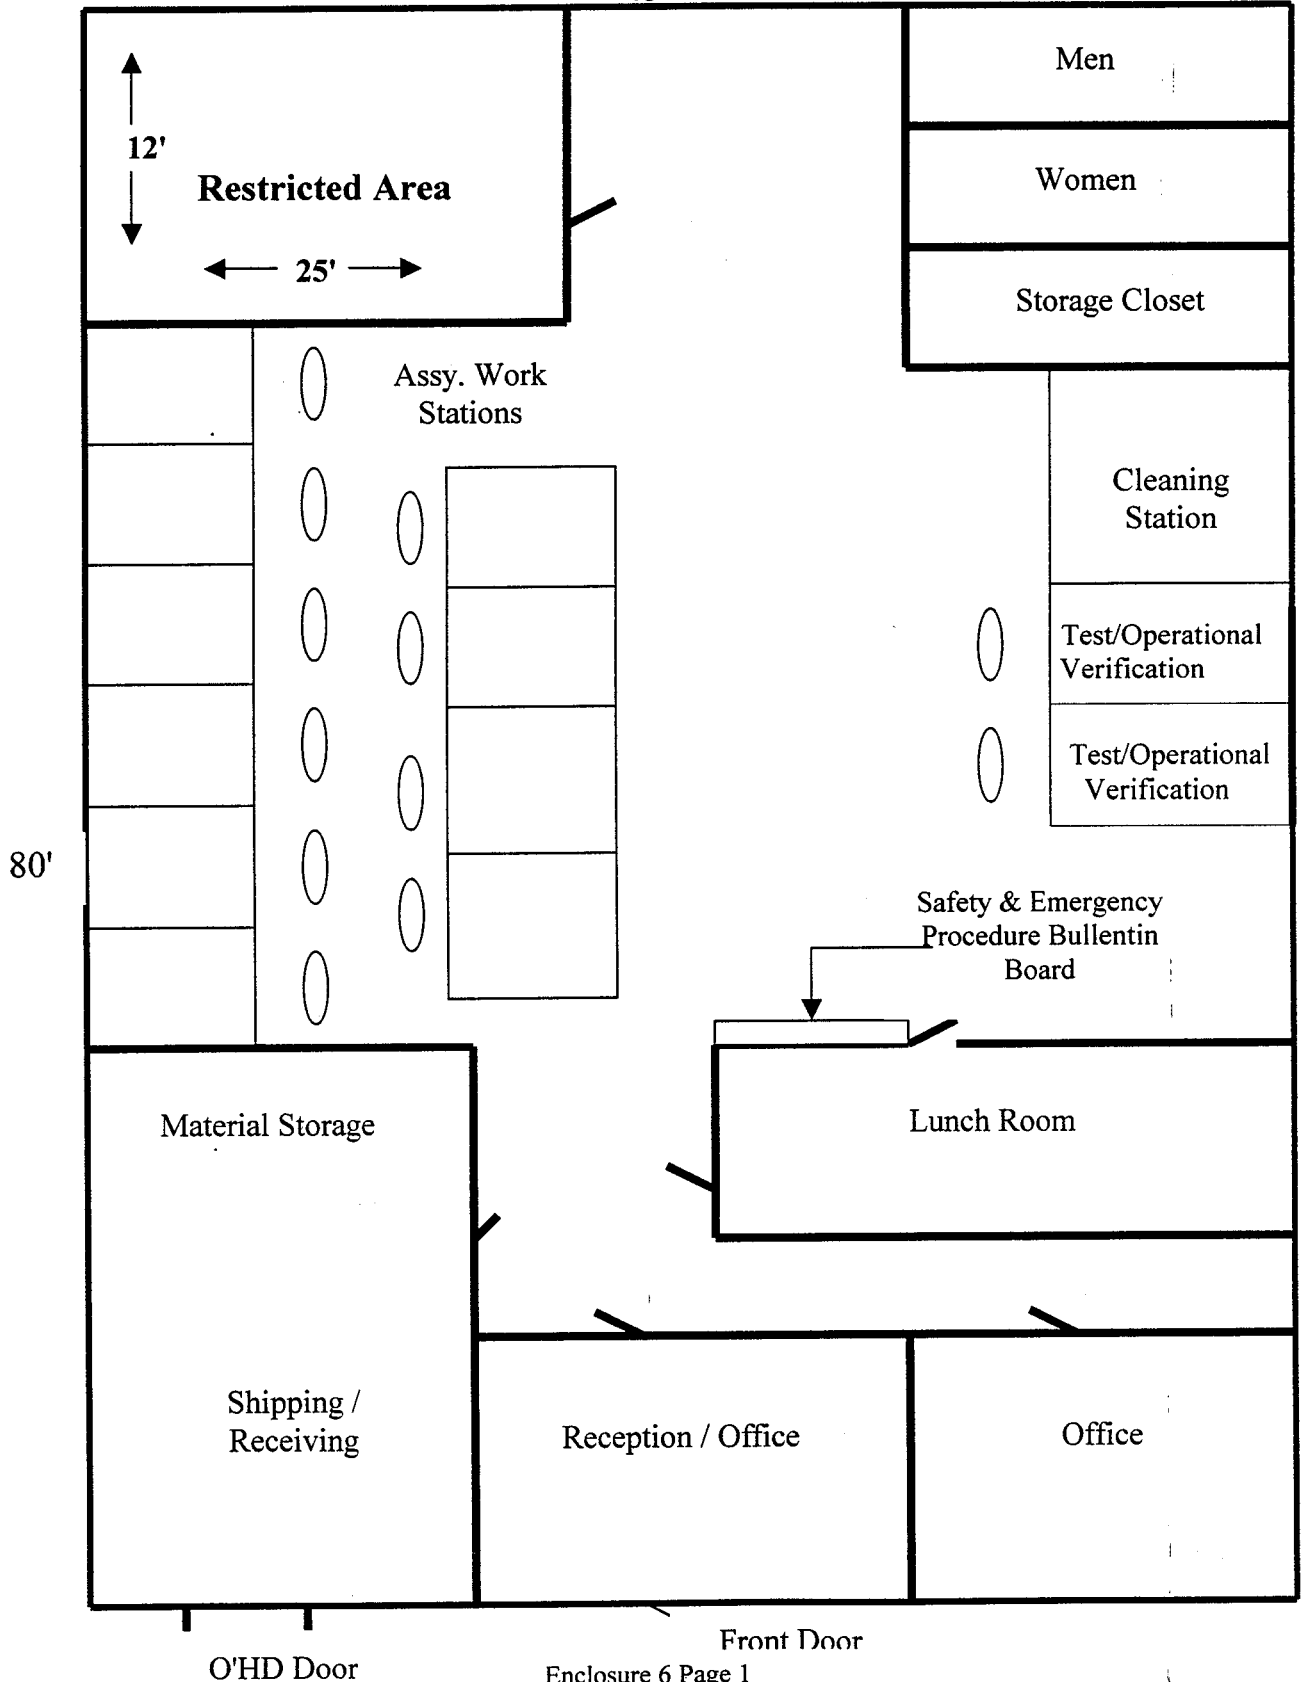 Men
12'
Restricted Area
Women
25'
Storage Closet
Assy. Work
Stations
Cleaning
Station
Test/Operational
Verification
Test/Operational
Verification
80'
Safety & Emergency
Procedure Bullentin
Board
Material Storage
Lunch Room
Shipping /
Receiving
Reception / Office
Office
Front Door
O'HD Door
Enclosure 6 Page 1